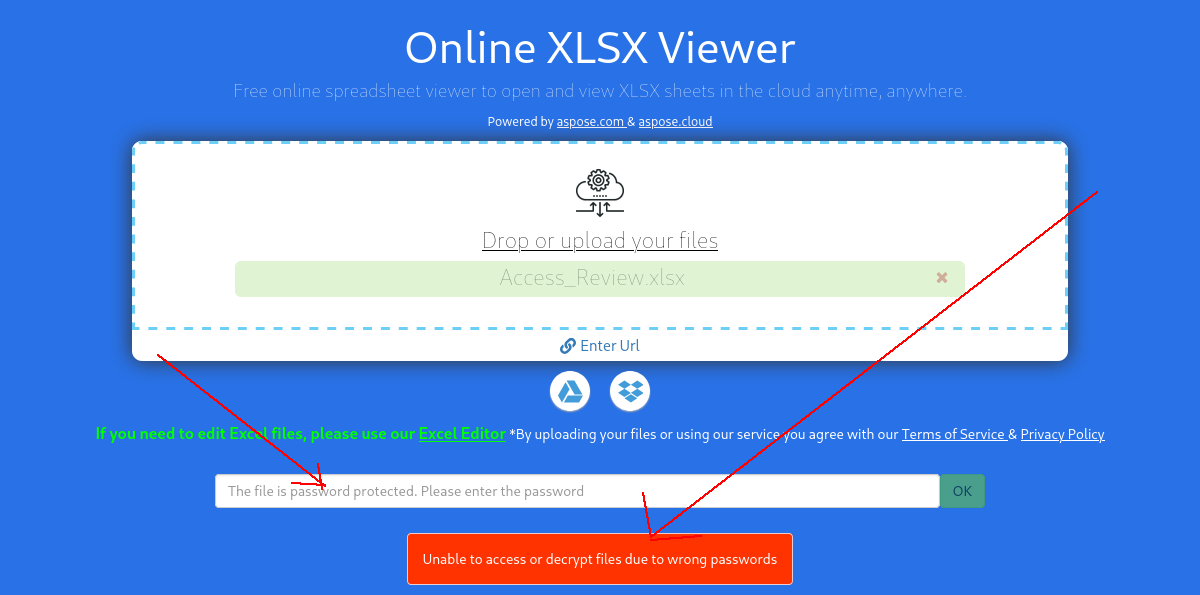 Online XLSX Viewer
Free online spreadsheet viewer to open and view XLSX sheets in the cloud anytime, anywhere.
Powered by aspose.com & aspose.cloud
Drop or upload your files
Access_Review.xlsx
Enter Url
If you need to edit Excel files, please use our Excel Editor *By uploading your files or using our service you agree with our Terms of Service & Privacy Policy
The file is password protected. Please enter the password OK
Unable to access or decrypt files due to wrong passwords